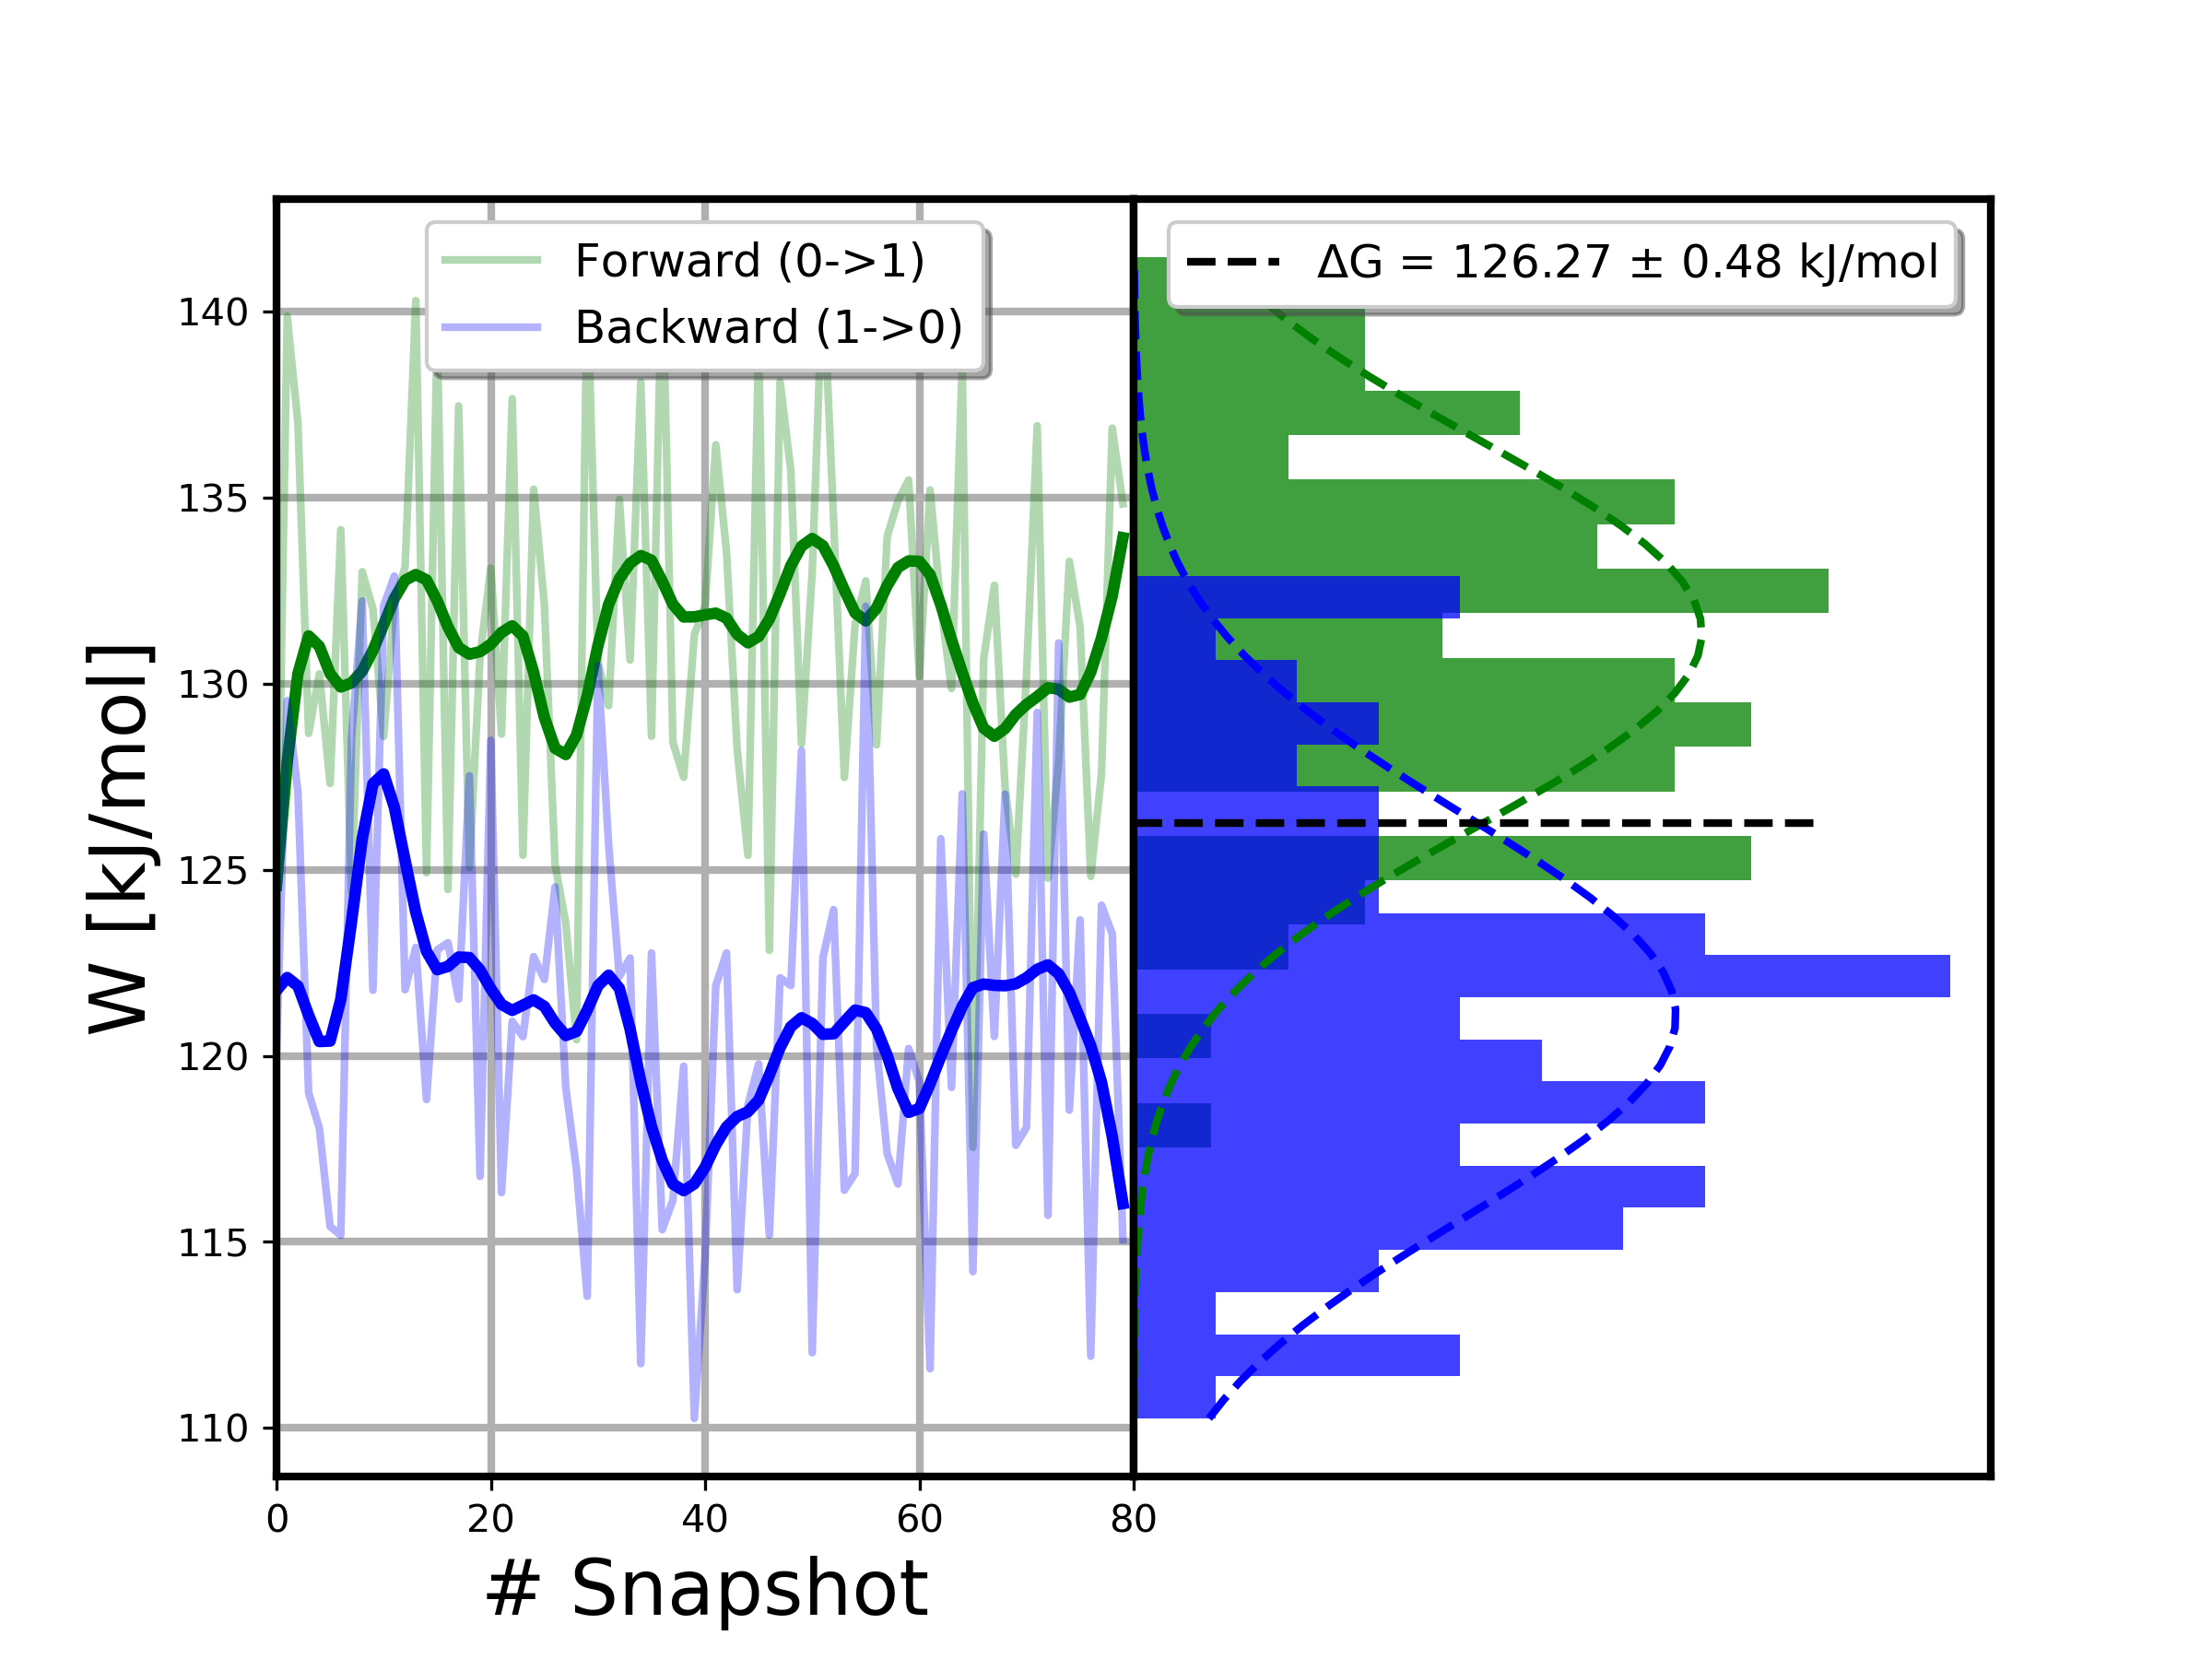 Forward (0->1)
Backward (1->0)
ΔG = 126.27 ± 0.48 kJ/mol
W [kJ/mol]
140
135
130
125
120
115
110
0 20 40 60 80
# Snapshot